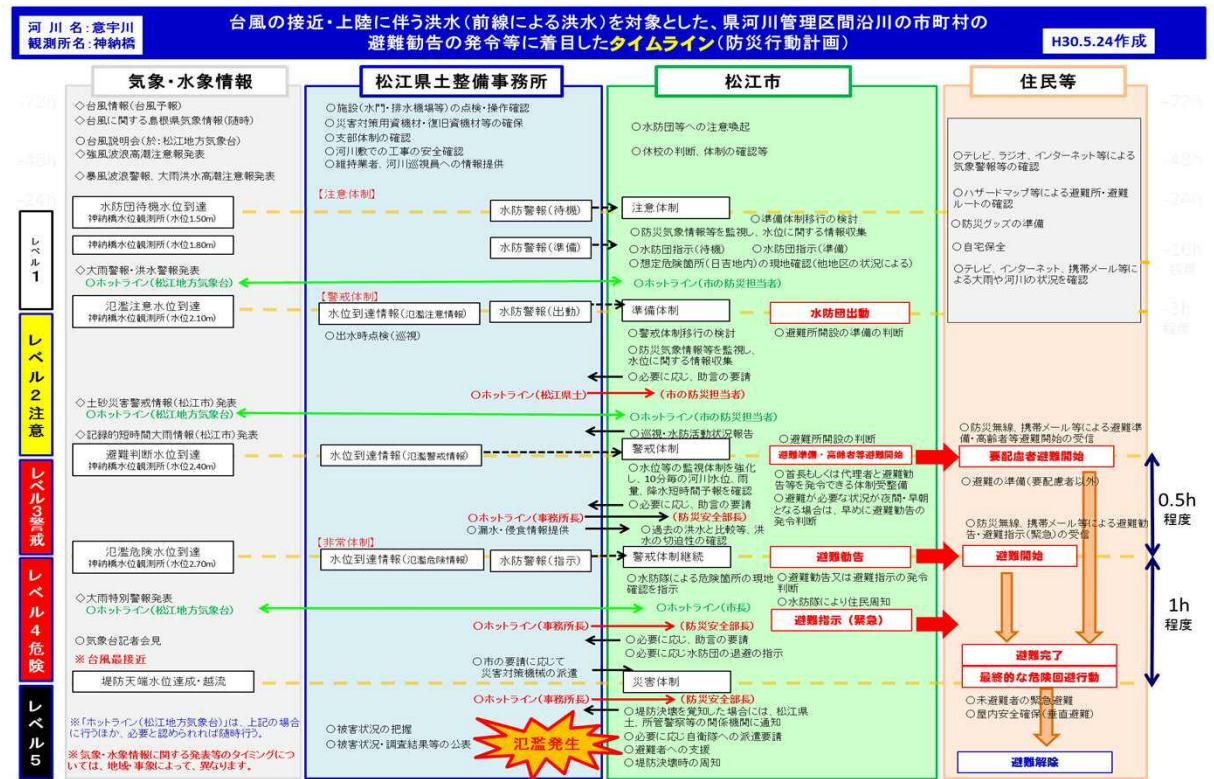 河 川 名:意宇川
観測所名:神納橋
台風の接近・上陸に伴う洪水(前線による洪水)を対象とした、県河川管理区間沿川の市町村の
避難勧告の発令等に着目したタイムライン(防災行動計画)
H30.5.24作成
気象・水象情報
◇台風情報(台風予報)
◇台風に関する島根県気象情報(随時)
○台風説明会(於:松江地方気象台)
◇強風波浪高潮注意報発表
◇暴風波浪警報、大雨洪水高潮注意報発表
水防団待機水位到達
神納橋水位観測所(水位1.50m)
神納橋水位観測所(水位1.80m)
◇大雨警報・洪水警報発表
○ホットライン(松江地方気象台)
氾濫注意水位到達
神納橋水位観測所(水位2.10m)
◇土砂災害警戒情報(松江市)発表
○ホットライン(松江地方気象台)
◇記録的短時間大雨情報(松江市)発表
避難判断水位到達
神納橋水位観測所(水位2.40m)
氾濫危険水位到達
神納橋水位観測所(水位2.70m)
◇大雨特別警報発表
○ホットライン(松江地方気象台)
○気象台記者会見
※台風最接近
堤防天端水位達成・越流
※「ホットライン(松江地方気象台)」は、上記の場合
に行うほか、必要と認められれば随時行う。
※気象・水象情報に関する発表等のタイミングにつ
いては、地域・事象によって、異なります。
レベル1
レベル2注意
レベル3警戒
レベル4危険
レベル5
松江県土整備事務所
○施設(水門・排水機場等)の点検・操作確認
○災害対策用資機材・復旧資機材等の確保
○支部体制の確認
○河川敷での工事の安全確認
○維持業者、河川巡視員への情報提供
【注意体制】
水防警報(待機)
水防警報(準備)
【警戒体制】
水位到達情報(氾濫注意情報)
水防警報(出動)
○出水時点検(巡視)
○ホットライン(松江県土)
水位到達情報(氾濫警戒情報)
○ホットライン(事務所長)
○漏水・侵食情報提供
【非常体制】
水位到達情報(氾濫危険情報)
水防警報(指示)
○ホットライン(事務所長)
○市の要請に応じて
災害対策機械の派遣
○ホットライン(事務所長)
○被害状況の把握
○被害状況・調査結果等の公表
氾濫発生
松江市
○水防団等への注意喚起
○休校の判断、体制の確認等
注意体制
○準備体制移行の検討
○防災気象情報等を監視し、水位に関する情報収集
○水防団指示(待機)
○水防団指示(準備)
○想定危険箇所(日吉地内)の現地確認(他地区の状況による)
○ホットライン(市の防災担当者)
準備体制
水防団出動
○警戒体制移行の検討
○避難所開設の準備の判断
○防災気象情報等を監視し、
水位に関する情報収集
○必要に応じ、助言の要請
(市の防災担当者)
○ホットライン(市の防災担当者)
○巡視・水防活動状況報告
○避難所開設の判断
警戒体制
避難準備・高齢者等避難開始
○水位等の監視体制を強化
し、10分毎の河川水位、雨
量、降水短時間予報を確認
○必要に応じ、助言の要請
○首長もしくは代理者と避難勧
告等を発令できる体制受整備
○避難が必要な状況が夜間・早朝
となる場合は、早めに避難勧告の
発令判断
(防災安全部長)
○過去の洪水と比較等、洪
水の切迫性の確認
警戒体制継続
避難勧告
○水防隊による危険箇所の現地
確認を指示
○避難勧告又は避難指示の発令
判断
○水防隊により住民周知
○ホットライン(市長)
避難指示(緊急)
(防災安全部長)
○必要に応じ、助言の要請
○必要に応じ水防団の退避の指示
災害体制
(防災安全部長)
○堤防決壊を覚知した場合には、松江県
土、所管警察等の関係機関に通知
○必要に応じ自衛隊への派遣要請
○避難者への支援
○堤防決壊時の周知
住民等
○テレビ、ラジオ、インターネット等による
気象警報等の確認
○ハザードマップ等による避難所・避難
ルートの確認
○防災グッズの準備
○自宅保全
○テレビ、インターネット、携帯メール等に
よる大雨や河川の状況を確認
○防災無線、携帯メール等による避難準
備・高齢者等避難開始の受信
要配慮者避難開始
○避難の準備(要配慮者以外)
○防災無線、携帯メール等による避難勧
告・避難指示(緊急)の受信
避難開始
避難完了
最終的な危険回避行動
○未避難者の緊急避難
○屋内安全確保(垂直避難)
避難解除
0.5h
程度
1h
程度
-72h
-48h
-24h
-72h
-48h
-24h
程度
-3h
程度